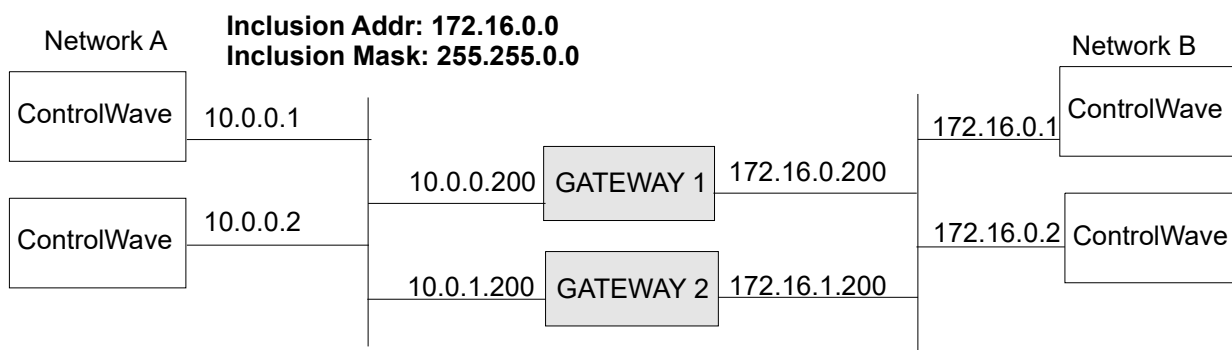 Inclusion Addr: 172.16.0.0
Inclusion Mask: 255.255.0.0
Network A
ControlWave
10.0.0.1
ControlWave
10.0.0.2
10.0.0.200
GATEWAY 1
172.16.0.200
10.0.1.200
GATEWAY 2
172.16.1.200
Network B
172.16.0.1
ControlWave
172.16.0.2
ControlWave